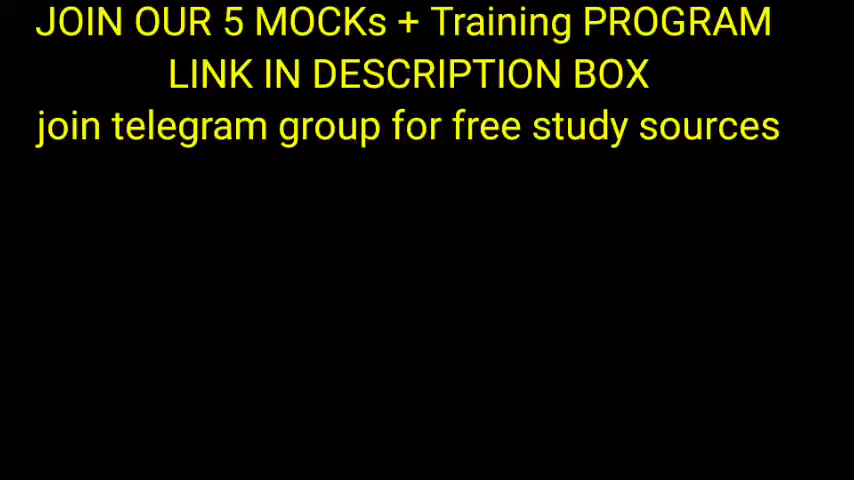 JOIN OUR 5 MOCKs + Training PROGRAM
LINK IN DESCRIPTION BOX
join telegram group for free study sources